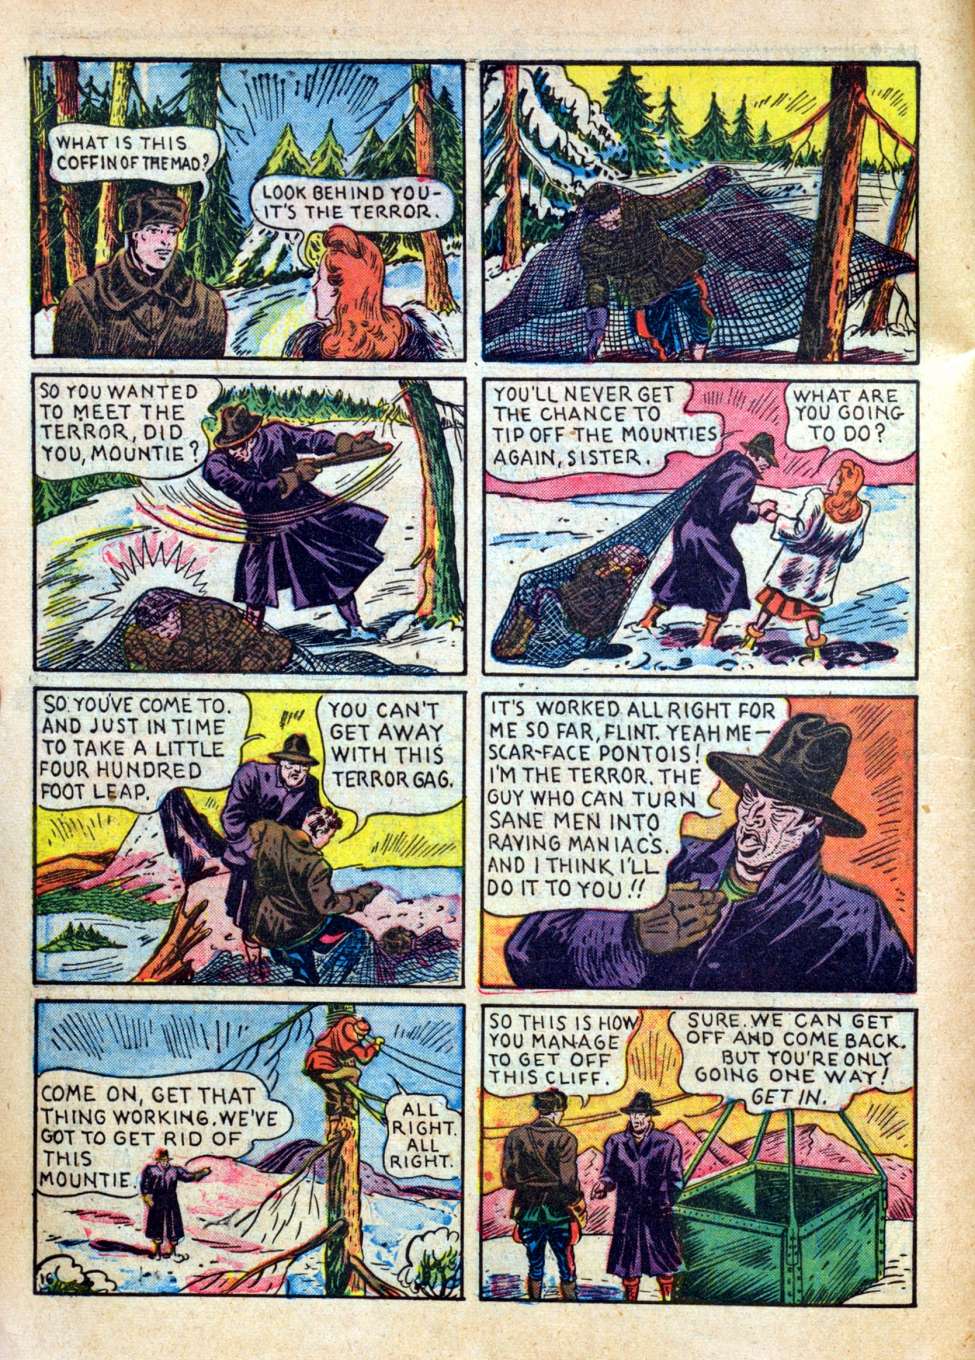 WHAT IS THIS
COFFIN OF THE MAD?
LOOK BEHIND YOU-
IT'S THE TERROR.
SO YOU WANTED
TO MEET THE
TERROR, DID
YOU, MOUNTIE?
YOU'LL NEVER GET
THE CHANCE TO
TIP OFF THE MOUNTIES
AGAIN, SISTER.
WHAT ARE
YOU GOING
TO DO?
SO YOU'VE COME TO.
AND JUST IN TIME
TO TAKE A LITTLE
FOUR HUNDRED
FOOT LEAP.
YOU CAN'T
GET AWAY
WITH THIS
TERROR GAG.
IT'S WORKED ALL RIGHT FOR
ME SO FAR, FLINT. YEAH ME-
SCAR-FACE PONTOIS!
I'M THE TERROR. THE
GUY WHO CAN TURN
SANE MEN INTO
RAVING MANIACS.
AND I THINK I'LL
DO IT TO YOU!!
COME ON, GET THAT
THING WORKING. WE'VE
GOT TO GET RID OF
THIS
MOUNTIE.
ALL
RIGHT.
ALL
RIGHT.
SO THIS IS HOW
YOU MANAGE
TO GET OFF
THIS CLIFF.
SURE. WE CAN GET
OFF AND COME BACK.
BUT YOU'RE ONLY
GOING ONE WAY!
GET IN.